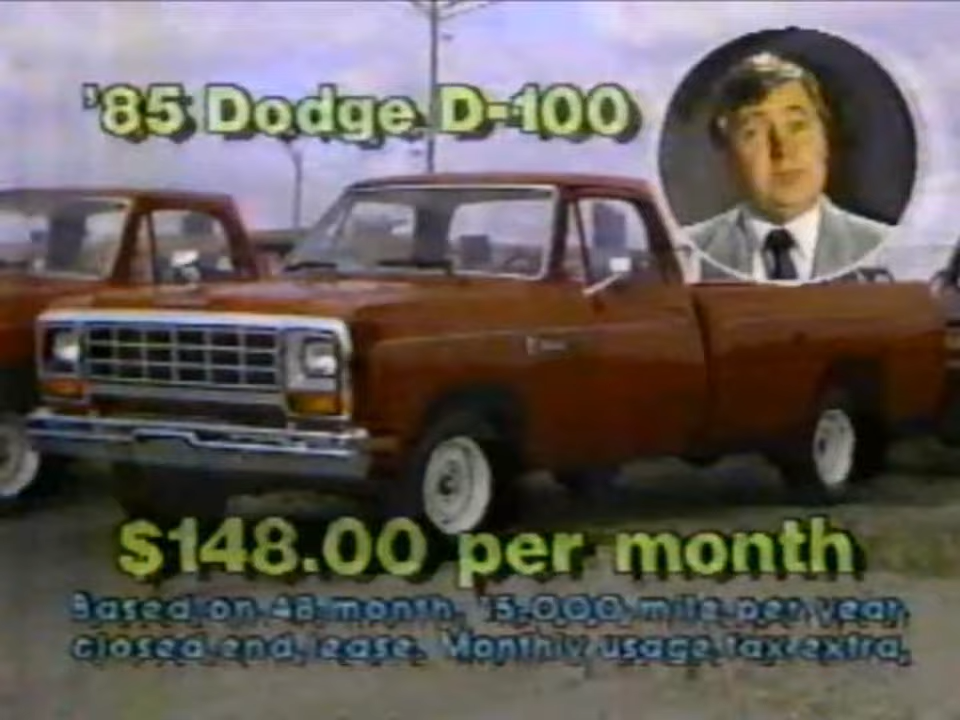 '85 Dodge D-100
$148.00 per month
Based on 48 month, 15,000 mile per year,
closed end lease. Monthly usage tax extra.